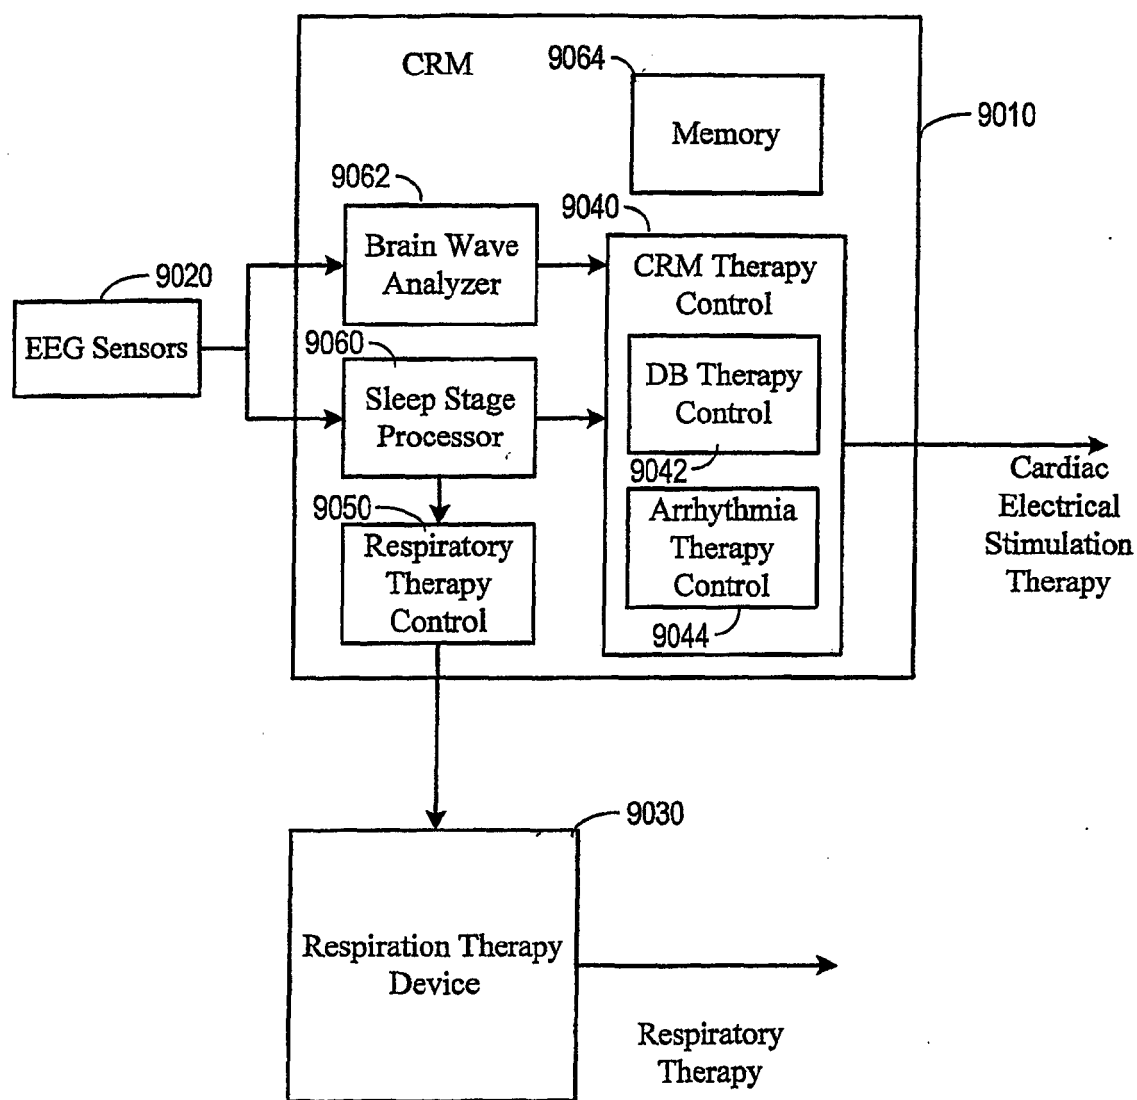 CRM
9064
Memory
9010
9062
Brain Wave
Analyzer
9040
CRM Therapy
Control
9020
EEG Sensors
9060
Sleep Stage
Processor
DB Therapy
Control
9042
Cardiac
Electrical
Stimulation
Therapy
9050
Respiratory
Therapy
Control
Arrhythmia
Therapy
Control
9044
9030
Respiration Therapy
Device
Respiratory
Therapy